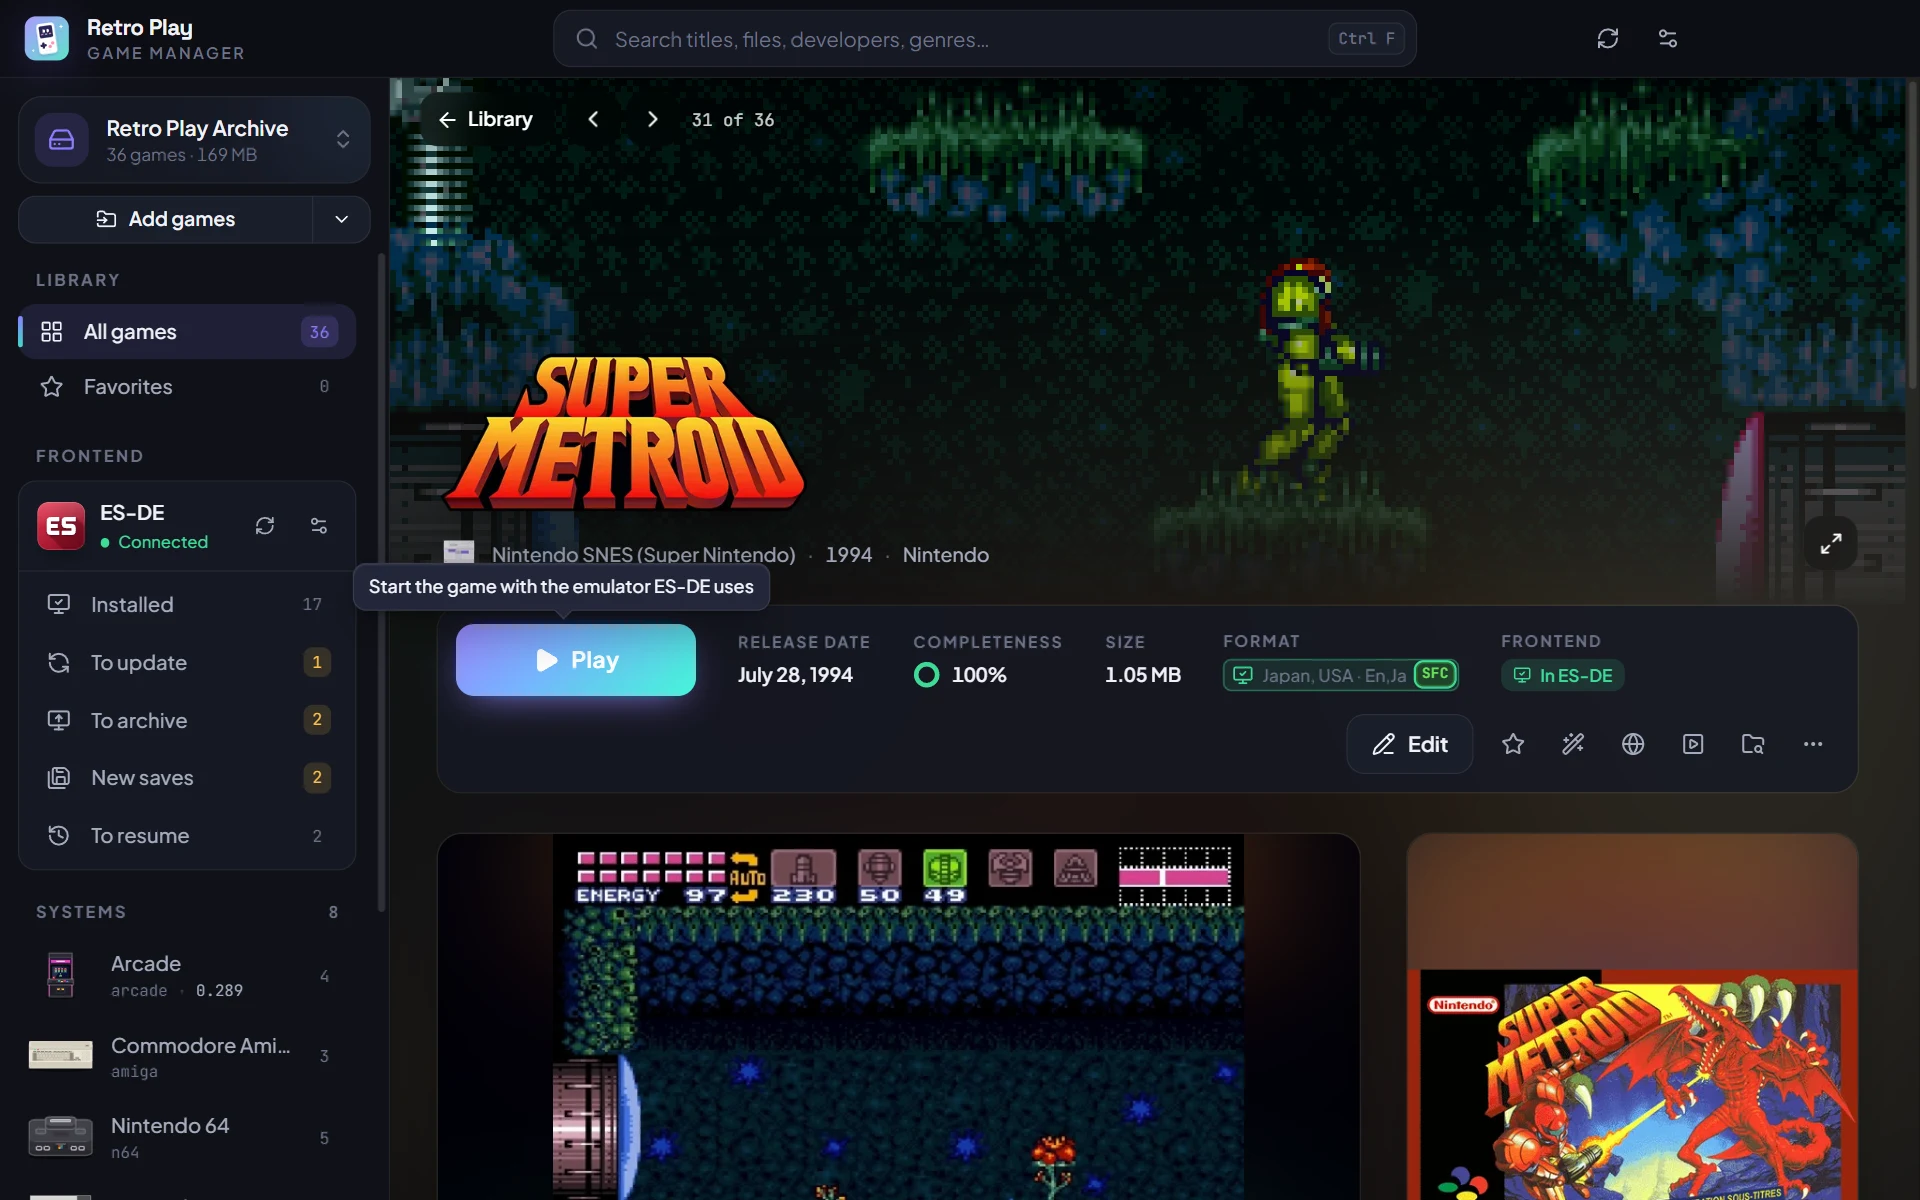 Retro Play
GAME MANAGER
Search titles, files, developers, genres...
Ctrl F
Retro Play Archive
36 games · 169 MB
Add games
LIBRARY
All games
36
Favorites
0
FRONTEND
ES
ES-DE
Connected
Installed
17
To update
1
To archive
2
New saves
2
To resume
2
SYSTEMS
8
Arcade
4
arcade · 0.289
Commodore Ami...
3
amiga
Nintendo 64
5
n64
Library
31 of 36
SUPER
METROID
Nintendo SNES (Super Nintendo) · 1994 · Nintendo
Start the game with the emulator ES-DE uses
Play
RELEASE DATE
July 28, 1994
COMPLETENESS
100%
SIZE
1.05 MB
FORMAT
Japan, USA · En,Ja
SFC
FRONTEND
In ES-DE
Edit
AUTO
ENERGY 97
230
50
49
Nintendo
SUPER
METROID
SOUS-TITRES